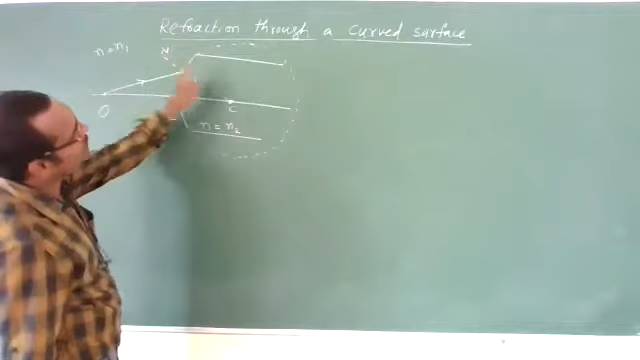 Refraction through a curved surface
n=n₁
N
O
C
n = n₂